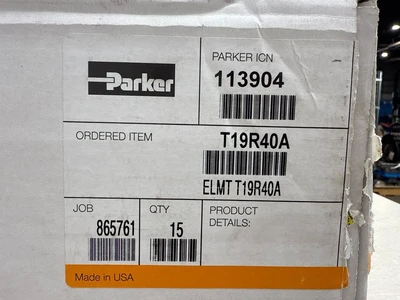 Parker
PARKER ICN
113904
ORDERED ITEM
T19R40A
ELMT T19R40A
JOB
865761
QTY
15
PRODUCT
DETAILS:
Made in USA